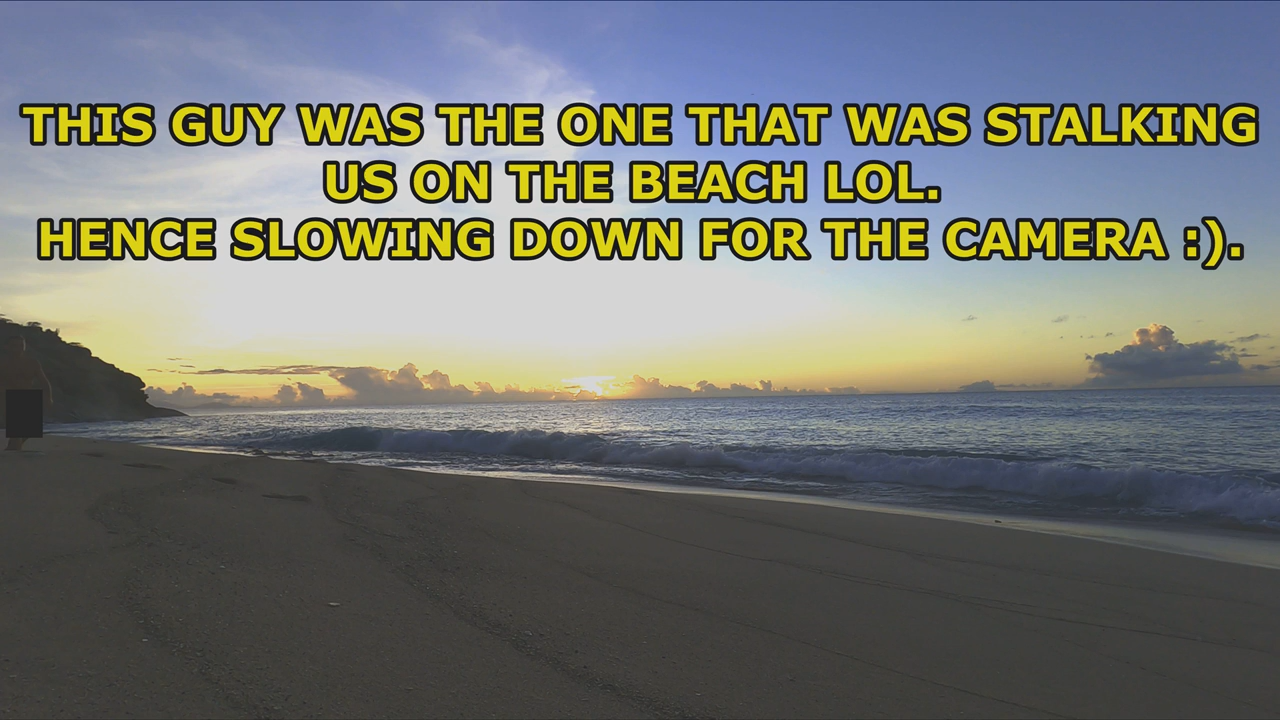 THIS GUY WAS THE ONE THAT WAS STALKING
US ON THE BEACH LOL.
HENCE SLOWING DOWN FOR THE CAMERA :).